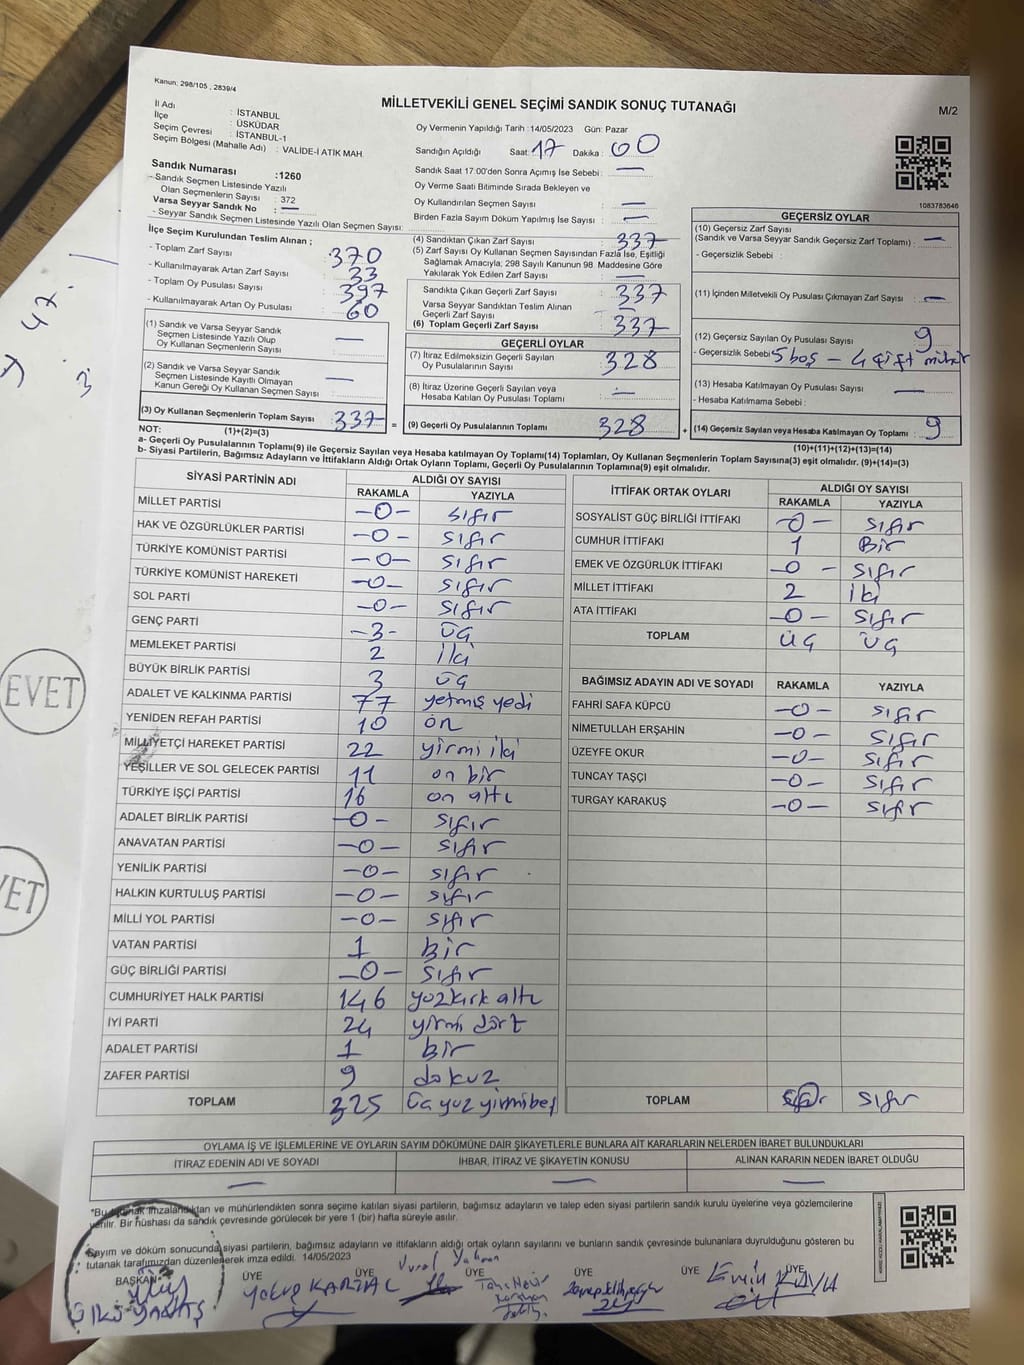 Kanun; 298/105 , 2839/4
MİLLETVEKİLİ GENEL SEÇİMİ SANDIK SONUÇ TUTANAĞI
M/2
İl Adı : İSTANBUL
İlçe : ÜSKÜDAR
Seçim Çevresi : İSTANBUL-1
Seçim Bölgesi (Mahalle Adı) : VALİDE-İ ATİK MAH.
Sandık Numarası :1260
- Sandık Seçmen Listesinde Yazılı
Olan Seçmenlerin Sayısı : 372
Varsa Seyyar Sandık No : —
- Seyyar Sandık Seçmen Listesinde Yazılı Olan Seçmen Sayısı:
Oy Vermenin Yapıldığı Tarih :14/05/2023 Gün: Pazar
Sandığın Açıldığı Saat: 17 Dakika : 00
Sandık Saat 17.00'den Sonra Açımış İse Sebebi : —
Oy Verme Saati Bitiminde Sırada Bekleyen ve
Oy Kullandırılan Seçmen Sayısı : —
Birden Fazla Sayım Döküm Yapılmış İse Sayısı : —
1083783646
İlçe Seçim Kurulundan Teslim Alınan ;
- Toplam Zarf Sayısı : 370
- Kullanılmayarak Artan Zarf Sayısı : 33
- Toplam Oy Pusulası Sayısı : 397
- Kullanılmayarak Artan Oy Pusulası : 60
(1) Sandık ve Varsa Seyyar Sandık
Seçmen Listesinde Yazılı Olup
Oy Kullanan Seçmenlerin Sayısı : —
(2) Sandık ve Varsa Seyyar Sandık
Seçmen Listesinde Kayıtlı Olmayan
Kanun Gereği Oy Kullanan Seçmen Sayısı : —
(3) Oy Kullanan Seçmenlerin Toplam Sayısı : 337 =
(4) Sandıktan Çıkan Zarf Sayısı : 337
(5) Zarf Sayısı Oy Kullanan Seçmen Sayısından Fazla İse, Eşitliği
Sağlamak Amacıyla; 298 Sayılı Kanunun 98. Maddesine Göre
Yakılarak Yok Edilen Zarf Sayısı : —
Sandıkta Çıkan Geçerli Zarf Sayısı : 337
Varsa Seyyar Sandıktan Teslim Alınan
Geçerli Zarf Sayısı : —
(6) Toplam Geçerli Zarf Sayısı : 337
GEÇERLİ OYLAR
(7) İtiraz Edilmeksizin Geçerli Sayılan
Oy Pusulalarının Sayısı : 328
(8) İtiraz Üzerine Geçerli Sayılan veya
Hesaba Katılan Oy Pusulası Toplamı : —
(9) Geçerli Oy Pusulalarının Toplamı : 328 +
GEÇERSİZ OYLAR
(10) Geçersiz Zarf Sayısı
(Sandık ve Varsa Seyyar Sandık Geçersiz Zarf Toplamı) : —
- Geçersizlik Sebebi :
(11) İçinden Milletvekili Oy Pusulası Çıkmayan Zarf Sayısı : —
(12) Geçersiz Sayılan Oy Pusulası Sayısı : 9
- Geçersizlik Sebebi : 5 boş - 4 çift mühür
(13) Hesaba Katılmayan Oy Pusulası Sayısı : —
- Hesaba Katılmama Sebebi :
(14) Geçersiz Sayılan veya Hesaba Katılmayan Oy Pusulası Toplamı : 9
NOT: (1)+(2)=(3) (10)+(11)+(12)+(13)=(14)
a- Geçerli Oy Pusulalarının Toplamı(9) ile Geçersiz Sayılan veya Hesaba Katılmayan Oy Pusulası Toplamı(14) Toplamları, Oy Kullanan Seçmenlerin Toplam Sayısına(3) eşit olmalıdır. (9)+(14)=(3)
b- Siyasi Partilerin, Bağımsız Adayların ve İttifakların Aldığı Ortak Oyların Toplamı, Geçerli Oy Pusulalarının Toplamına(9) eşit olmalıdır.
SİYASİ PARTİNİN ADI ALDIĞI OY SAYISI
RAKAMLA YAZIYLA
MİLLET PARTİSİ -0- sıfır
HAK VE ÖZGÜRLÜKLER PARTİSİ -0- sıfır
TÜRKİYE KOMÜNİST PARTİSİ -0- sıfır
TÜRKİYE KOMÜNİST HAREKETİ -0- sıfır
SOL PARTİ -0- sıfır
GENÇ PARTİ -3- üç
MEMLEKET PARTİSİ 2 iki
BÜYÜK BİRLİK PARTİSİ 3 üç
ADALET VE KALKINMA PARTİSİ 77 yetmiş yedi
YENİDEN REFAH PARTİSİ 10 ön
MİLLİYETÇİ HAREKET PARTİSİ 22 yirmi iki
YEŞİLLER VE SOL GELECEK PARTİSİ 11 on bir
TÜRKİYE İŞÇİ PARTİSİ 16 on altı
ADALET BİRLİK PARTİSİ -0- sıfır
ANAVATAN PARTİSİ -0- sıfır
YENİLİK PARTİSİ -0- sıfır
HALKIN KURTULUŞ PARTİSİ -0- sıfır
MİLLİ YOL PARTİSİ -0- sıfır
VATAN PARTİSİ 1 bir
GÜÇ BİRLİĞİ PARTİSİ -0- sıfır
CUMHURİYET HALK PARTİSİ 146 yüzkırk altı
İYİ PARTİ 24 yirmi dört
ADALET PARTİSİ 1 bir
ZAFER PARTİSİ 9 dokuz
TOPLAM 325 üç yüz yirmibeş
İTTİFAK ORTAK OYLARI ALDIĞI OY SAYISI
RAKAMLA YAZIYLA
SOSYALİST GÜÇ BİRLİĞİ İTTİFAKI -0- sıfır
CUMHUR İTTİFAKI 1 Bir
EMEK VE ÖZGÜRLÜK İTTİFAKI -0- sıfır
MİLLET İTTİFAKI 2 iki
ATA İTTİFAKI -0- sıfır
TOPLAM üç üç
BAĞIMSIZ ADAYIN ADI VE SOYADI RAKAMLA YAZIYLA
FAHRİ SAFA KÜPCÜ -0- sıfır
NİMETULLAH ERŞAHİN -0- sıfır
ÜZEYFE OKUR -0- sıfır
TUNCAY TAŞÇI -0- sıfır
TURGAY KARAKUŞ -0- sıfır
TOPLAM sıfır
OYLAMA İŞ VE İŞLEMLERİNE VE OYLARIN SAYIM DÖKÜMÜNE DAİR ŞİKAYETLERLE BUNLARA AİT KARARLARIN NELERDEN İBARET BULUNDUKLARI
İTİRAZ EDENİN ADI VE SOYADI İHBAR, İTİRAZ VE ŞİKAYETİN KONUSU ALINAN KARARIN NEDEN İBARET OLDUĞU
— — —
*Bu tutanak imzalandıktan ve mühürlendikten sonra seçime katılan siyasi partilerin, bağımsız adayların ve talep eden siyasi partilerin sandık kurulu üyelerine veya gözlemcilerine
verilir. Bir nüshası da sandık çevresinde görülecek bir yere 1 (bir) hafta süreyle asılır.
Sayım ve döküm sonucunda siyasi partilerin, bağımsız adayların ve ittifakların aldığı ortak oyların sayılarını ve bunların sandık çevresinde bulunanlara duyrulduğunu gösteren bu
tutanak tarafımızdan düzenlenerek imza edildi. 14/05/2023
BAŞKAN ÜYE ÜYE ÜYE ÜYE ÜYE ÜYE
Yakup KARTAL
Vural
Emin KAYA
EVET
EVET